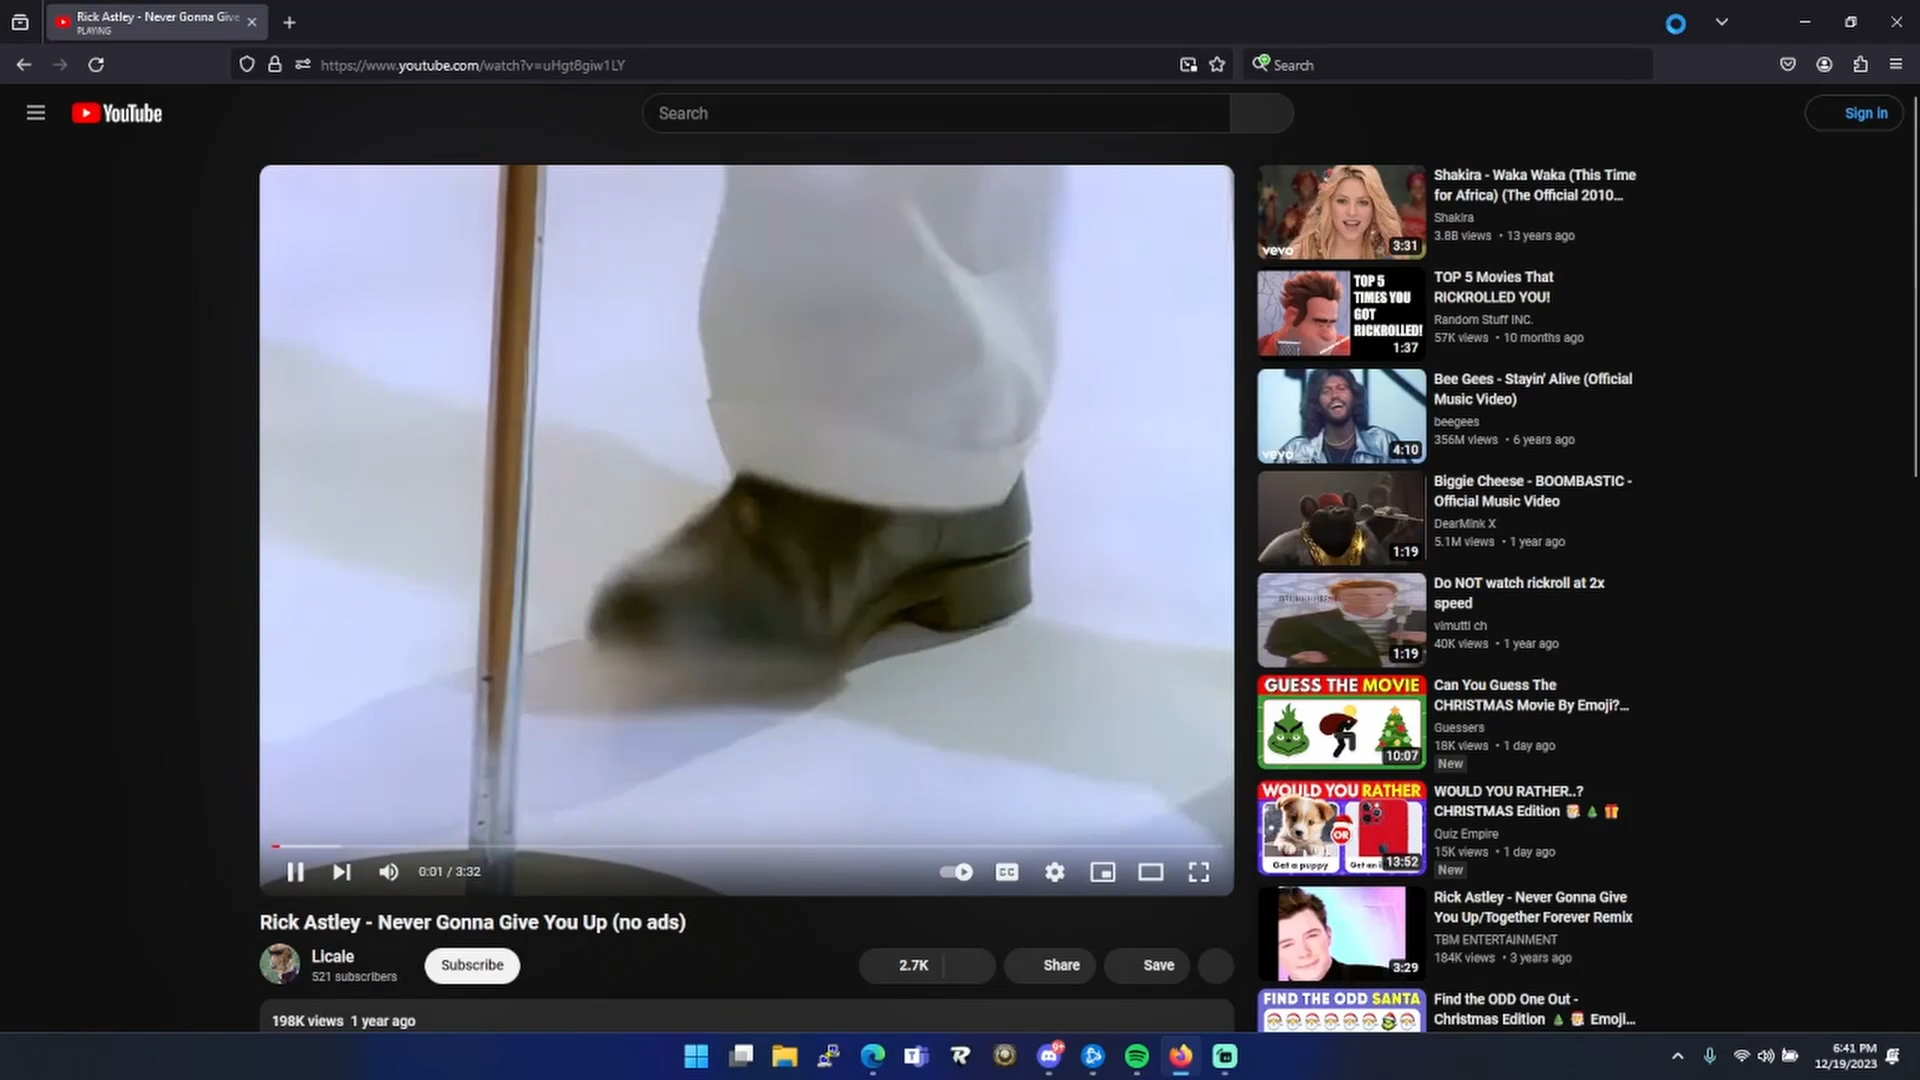 Rick Astley - Never Gonna Give
PLAYING
https://www.youtube.com/watch?v=uHgt8giw1LY
Search
YouTube
Search
Sign in
0:01 / 3:32
CC
Rick Astley - Never Gonna Give You Up (no ads)
Licale
521 subscribers
Subscribe
2.7K
Share
Save
198K views 1 year ago
vevo
3:31
Shakira - Waka Waka (This Time
for Africa) (The Official 2010...
Shakira
3.8B views • 13 years ago
TOP 5
TIMES YOU
GOT
RICKROLLED!
1:37
TOP 5 Movies That
RICKROLLED YOU!
Random Stuff INC.
57K views • 10 months ago
vevo
4:10
Bee Gees - Stayin' Alive (Official
Music Video)
beegees
356M views • 6 years ago
1:19
Biggie Cheese - BOOMBASTIC -
Official Music Video
DearMink X
5.1M views • 1 year ago
1:19
Do NOT watch rickroll at 2x
speed
vimutti ch
40K views • 1 year ago
GUESS THE MOVIE
10:07
Can You Guess The
CHRISTMAS Movie By Emoji?...
Guessers
18K views • 1 day ago
New
WOULD YOU RATHER
OR
Get a puppy
13:52
WOULD YOU RATHER..?
CHRISTMAS Edition 🎅 🎄 🎁
Quiz Empire
15K views • 1 day ago
New
3:29
Rick Astley - Never Gonna Give
You Up/Together Forever Remix
TBM ENTERTAINMENT
184K views • 3 years ago
FIND THE ODD SANTA
Find the ODD One Out -
Christmas Edition 🎄 🎅 Emoji...
6:41 PM
12/19/2023